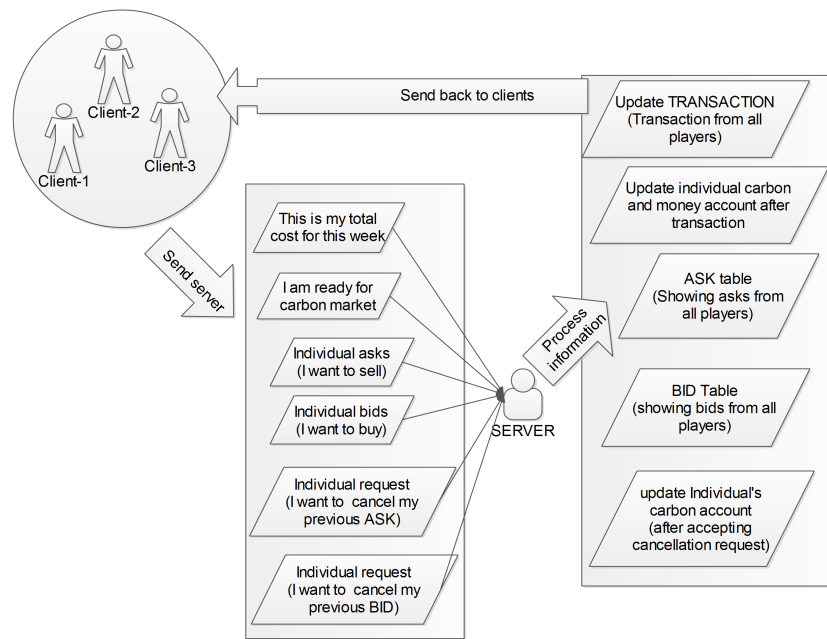 Client-2
Client-1
Client-3
Send back to clients
Send server
This is my total
cost for this week
I am ready for
carbon market
Individual asks
(I want to sell)
Individual bids
(I want to buy)
Individual request
(I want to  cancel my
previous ASK)
Individual request
(I want to  cancel my
previous BID)
SERVER
Process
information
Update TRANSACTION
(Transaction from all
players)
Update individual carbon
and money account after
transaction
ASK table
(Showing asks from
all players)
BID Table
(showing bids from all
players)
update Individual's
carbon account
(after accepting
cancellation request)